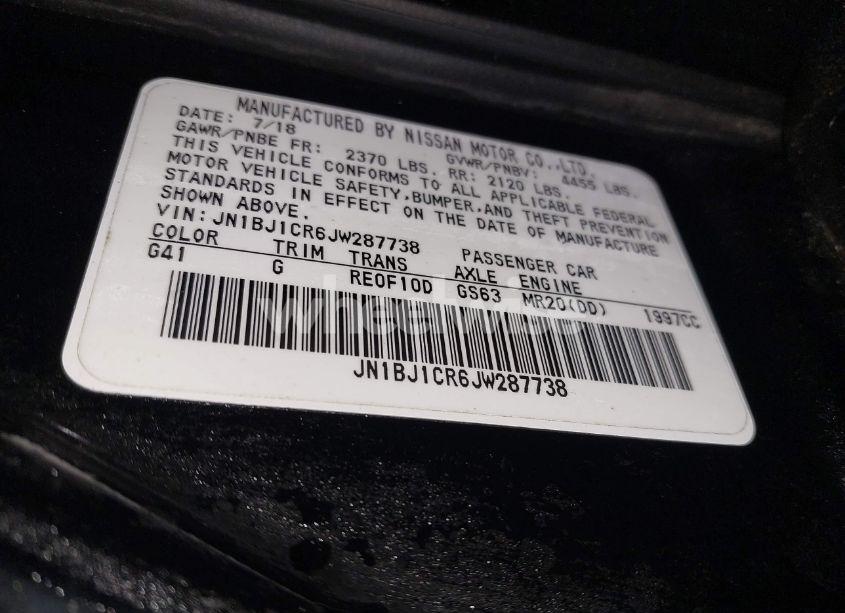 MANUFACTURED BY NISSAN MOTOR CO.,LTD.
DATE: 7/18 GVWR/PNBV: 4455 LBS.
GAWR/PNBE FR: 2370 LBS. RR: 2120 LBS.
THIS VEHICLE CONFORMS TO ALL APPLICABLE FEDERAL
MOTOR VEHICLE SAFETY,BUMPER,AND THEFT PREVENTION
STANDARDS IN EFFECT ON THE DATE OF MANUFACTURE
SHOWN ABOVE.
VIN: JN1BJ1CR6JW287738 PASSENGER CAR
COLOR TRIM TRANS AXLE ENGINE
G41 G RE0F10D GS63 MR20(DD) 1997CC
JN1BJ1CR6JW287738